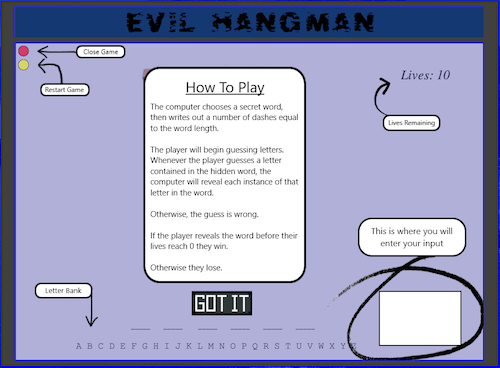 EVIL HANGMAN
Close Game
Restart Game
Lives: 10
Lives Remaining
How To Play
The computer chooses a secret word,
then writes out a number of dashes equal
to the word length.
The player will begin guessing letters.
Whenever the player guesses a letter
contained in the hidden word, the
computer will reveal each instance of that
letter in the word.
Otherwise, the guess is wrong.
If the player reveals the word before their
lives reach 0 they win.
Otherwise they lose.
This is where you will
enter your input
Letter Bank
GOT IT
A B C D E F G H I J K L M N O P Q R S T U V W X Y Z